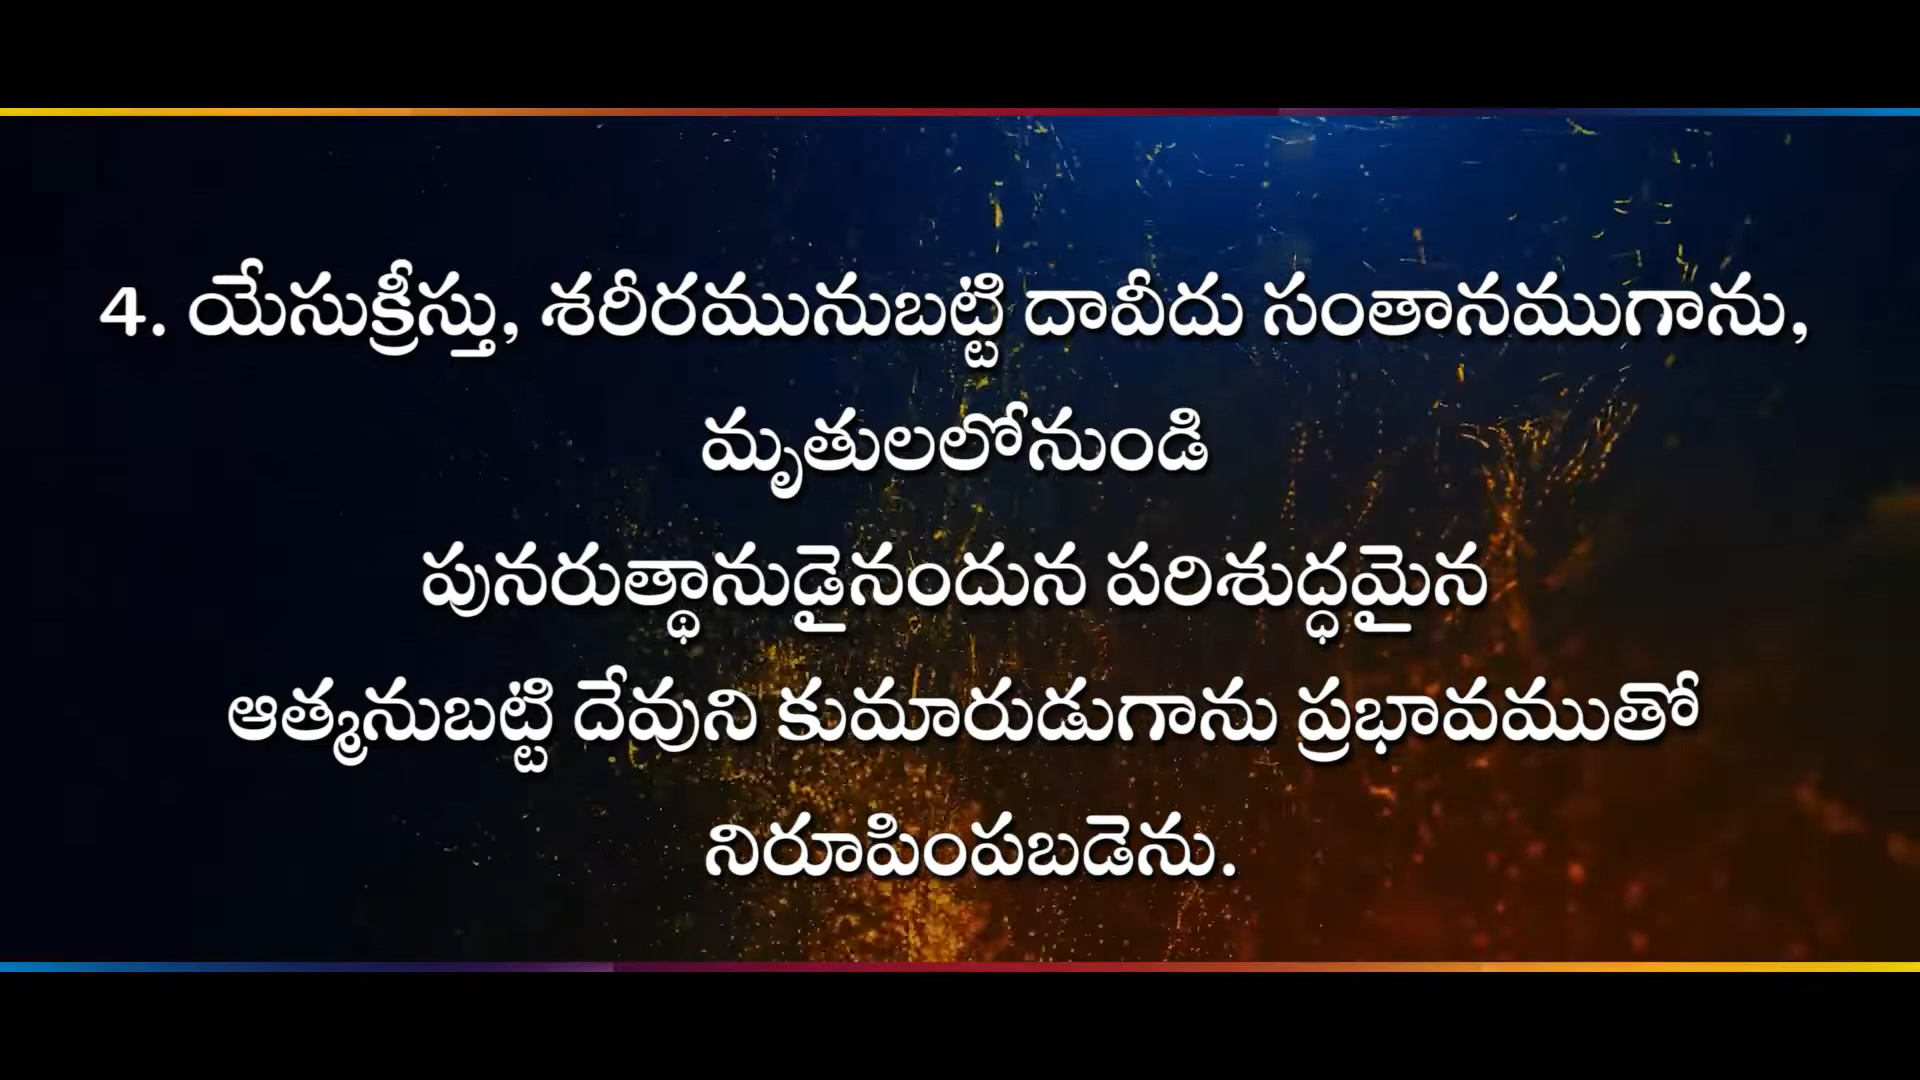 4. యేసుక్రీస్తు, శరీరమునుబట్టి దావీదు సంతానముగాను,
మృతులలోనుండి
పునరుత్థానుడైనందున పరిశుద్ధమైన
ఆత్మనుబట్టి దేవుని కుమారుడుగాను ప్రభావముతో
నిరూపింపబడెను.